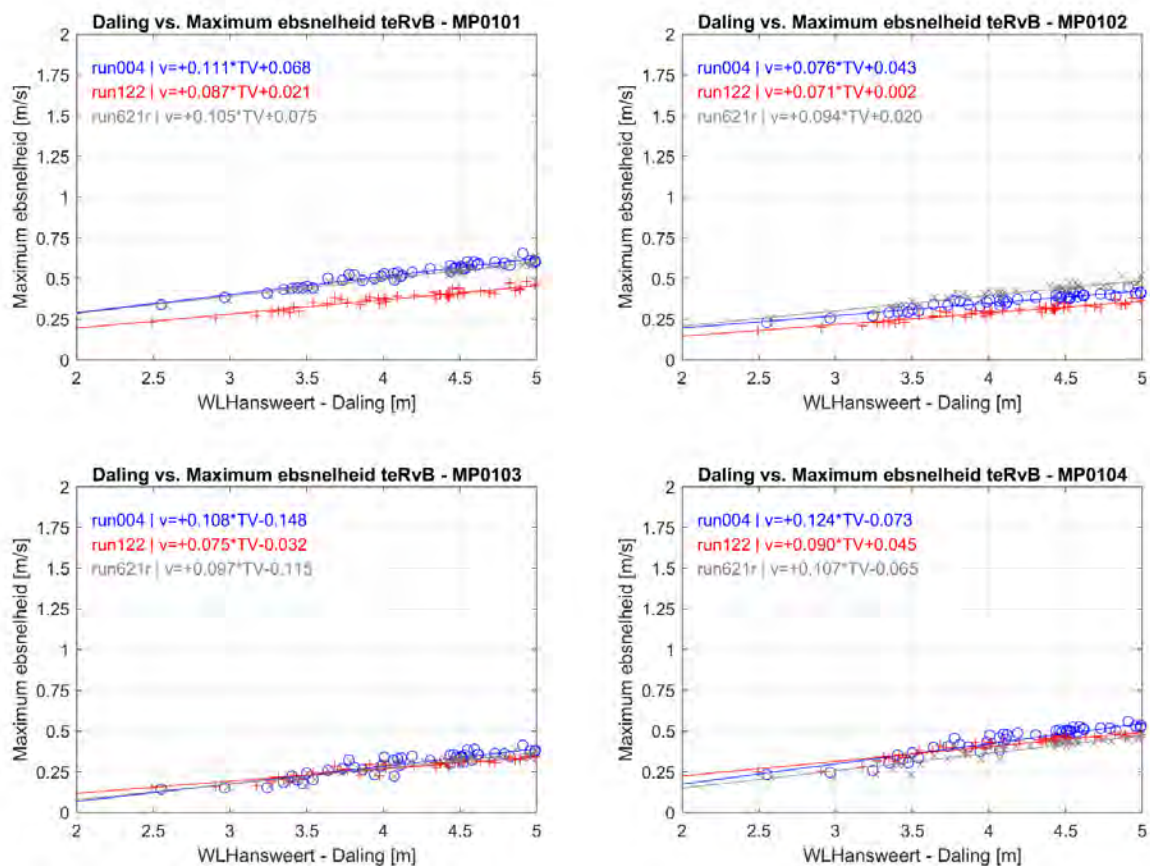 Daling vs. Maximum ebsnelheid teRvB - MP0101
2
1.75
1.5
1.25
1
0.75
0.5
0.25
0
Maximum ebsnelheid [m/s]
run004 | v=+0.111*TV+0.068
run122 | v=+0.087*TV+0.021
run621r | v=+0.105*TV+0.075
2 2.5 3 3.5 4 4.5 5
WLHansweert - Daling [m]
Daling vs. Maximum ebsnelheid teRvB - MP0102
2
1.75
1.5
1.25
1
0.75
0.5
0.25
0
Maximum ebsnelheid [m/s]
run004 | v=+0.076*TV+0.043
run122 | v=+0.071*TV+0.002
run621r | v=+0.094*TV+0.020
2 2.5 3 3.5 4 4.5 5
WLHansweert - Daling [m]
Daling vs. Maximum ebsnelheid teRvB - MP0103
2
1.75
1.5
1.25
1
0.75
0.5
0.25
0
Maximum ebsnelheid [m/s]
run004 | v=+0.108*TV-0.148
run122 | v=+0.075*TV-0.032
run621r | v=+0.097*TV-0.115
2 2.5 3 3.5 4 4.5 5
WLHansweert - Daling [m]
Daling vs. Maximum ebsnelheid teRvB - MP0104
2
1.75
1.5
1.25
1
0.75
0.5
0.25
0
Maximum ebsnelheid [m/s]
run004 | v=+0.124*TV-0.073
run122 | v=+0.090*TV+0.045
run621r | v=+0.107*TV-0.065
2 2.5 3 3.5 4 4.5 5
WLHansweert - Daling [m]